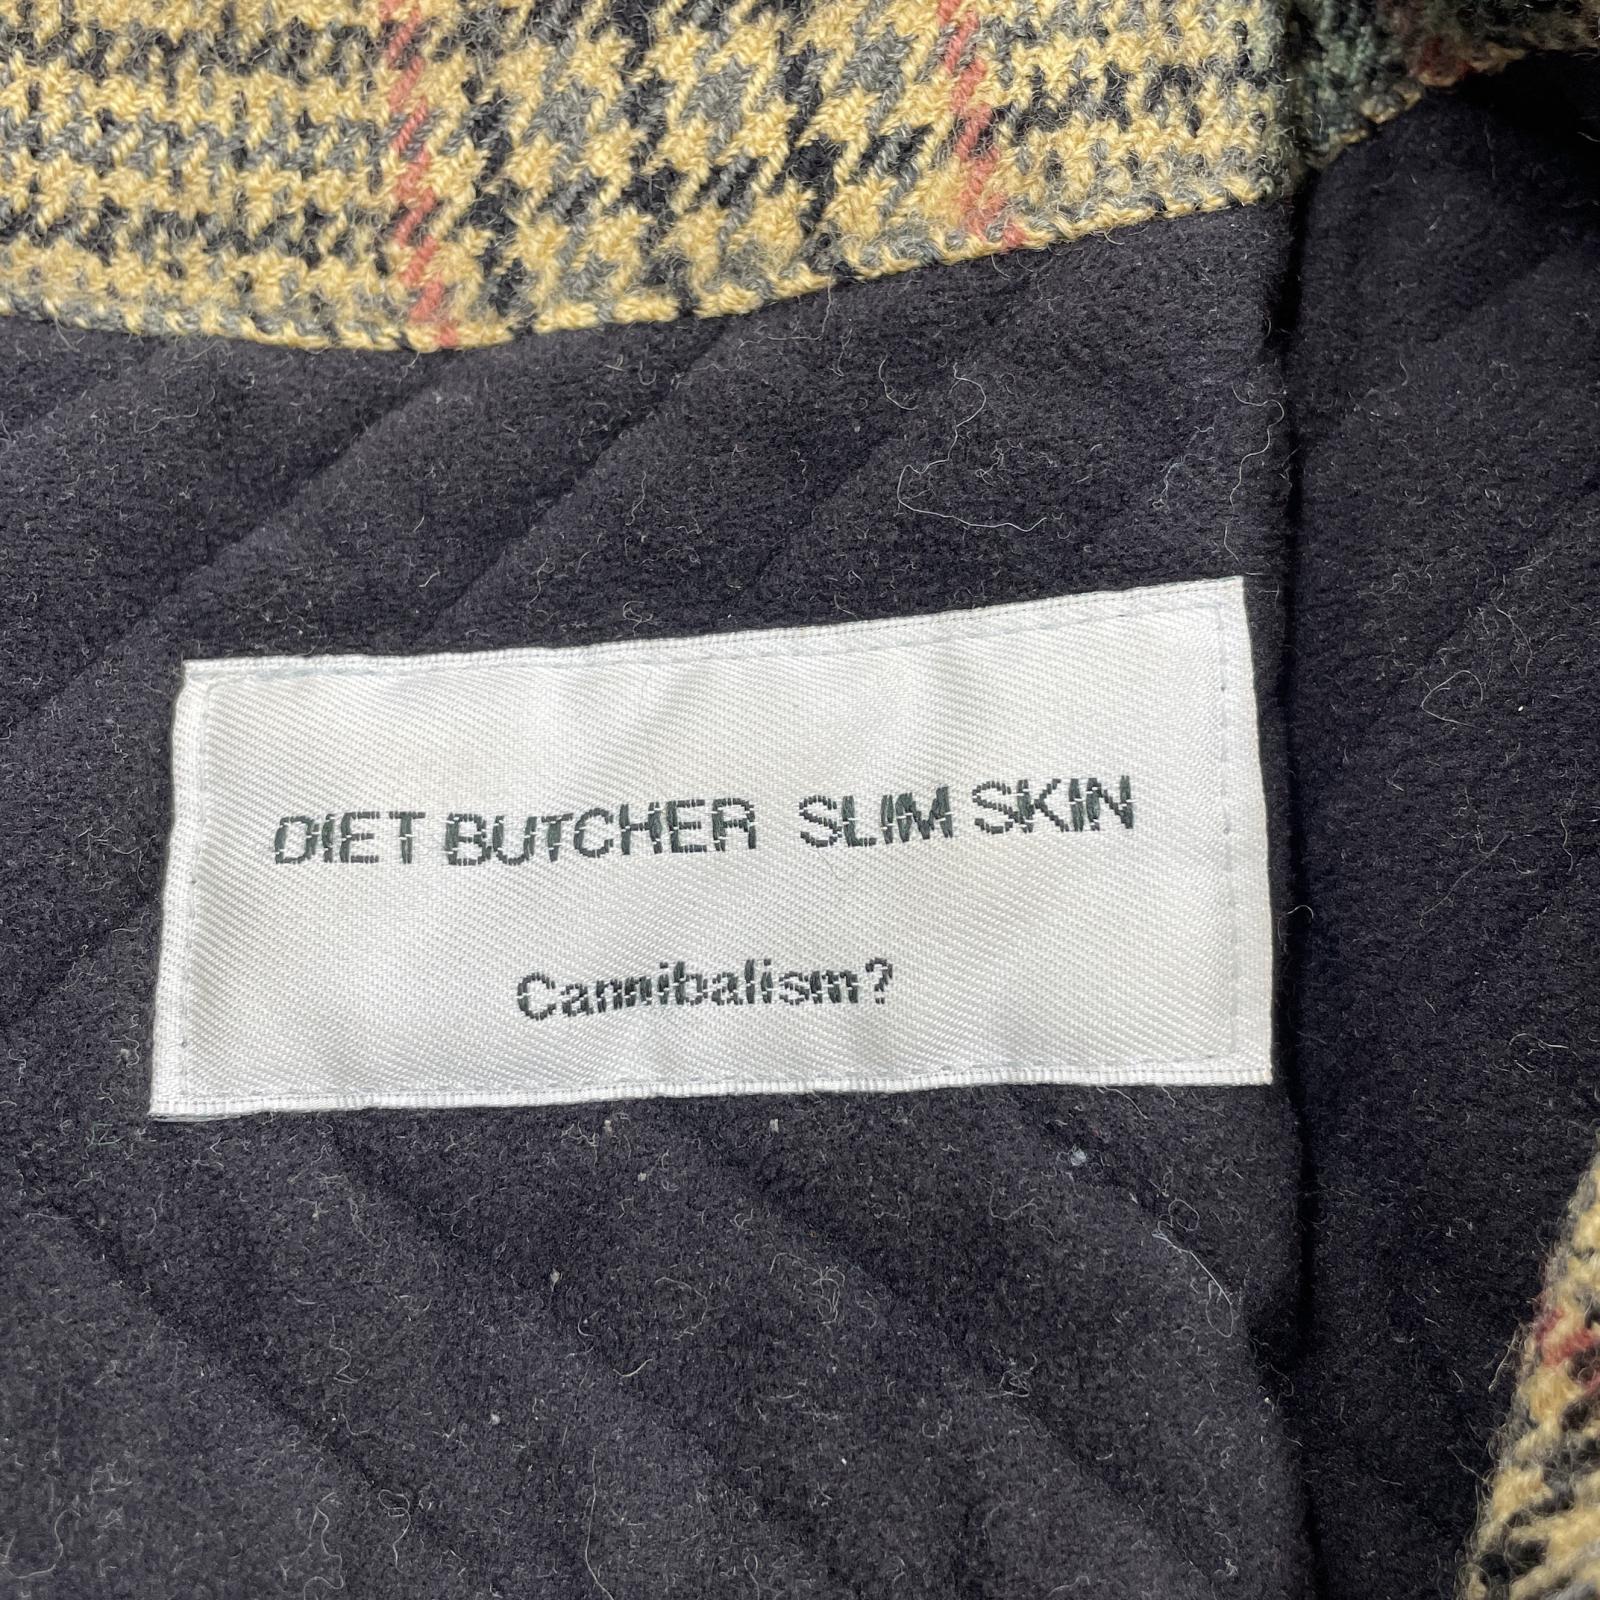 DIET BUTCHER SLIM SKIN
Cannibalism?